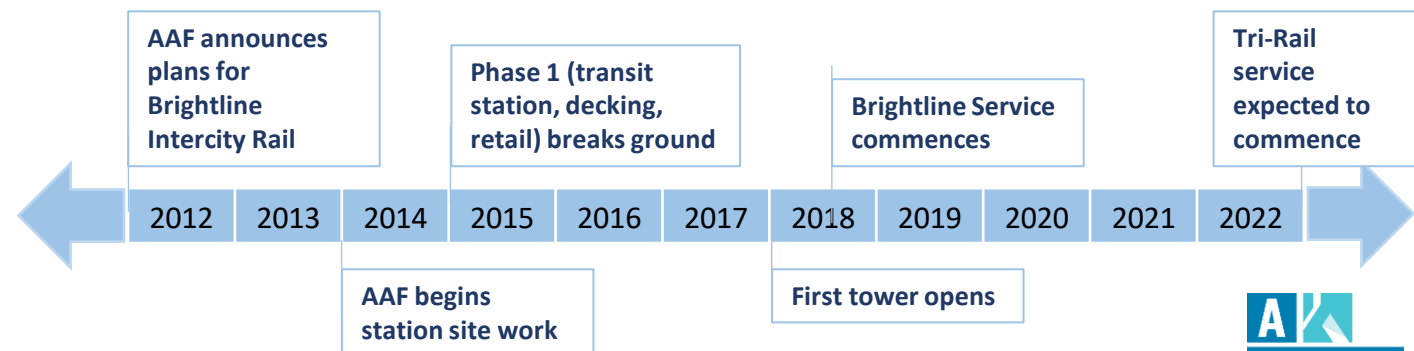 AAF announces
plans for
Brightline
Intercity Rail
Phase 1 (transit
station, decking,
retail) breaks ground
Brightline Service
commences
Tri-Rail
service
expected to
commence
2012 2013 2014 2015 2016 2017 2018 2019 2020 2021 2022
AAF begins
station site work
First tower opens
A